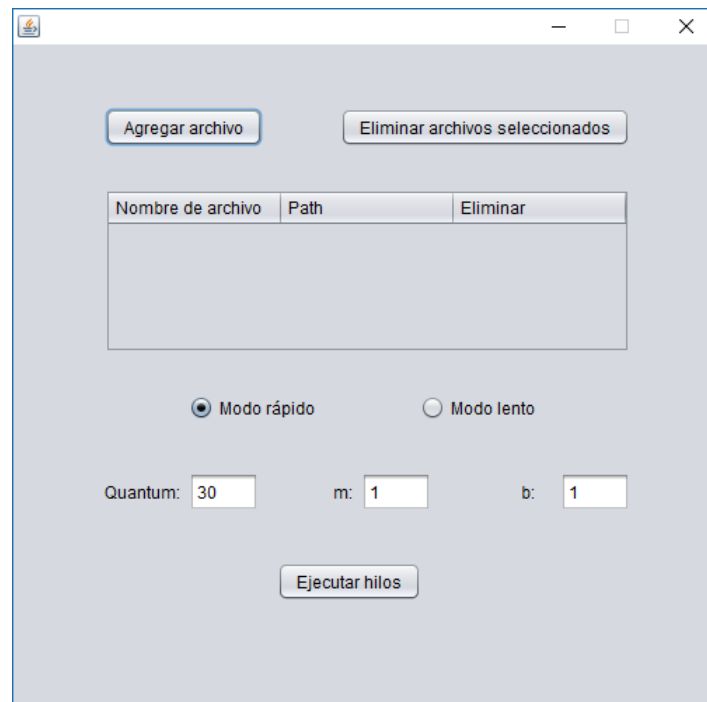 Agregar archivo Eliminar archivos seleccionados
Nombre de archivo Path Eliminar
Modo rápido Modo lento
Quantum: 30 m: 1 b: 1
Ejecutar hilos